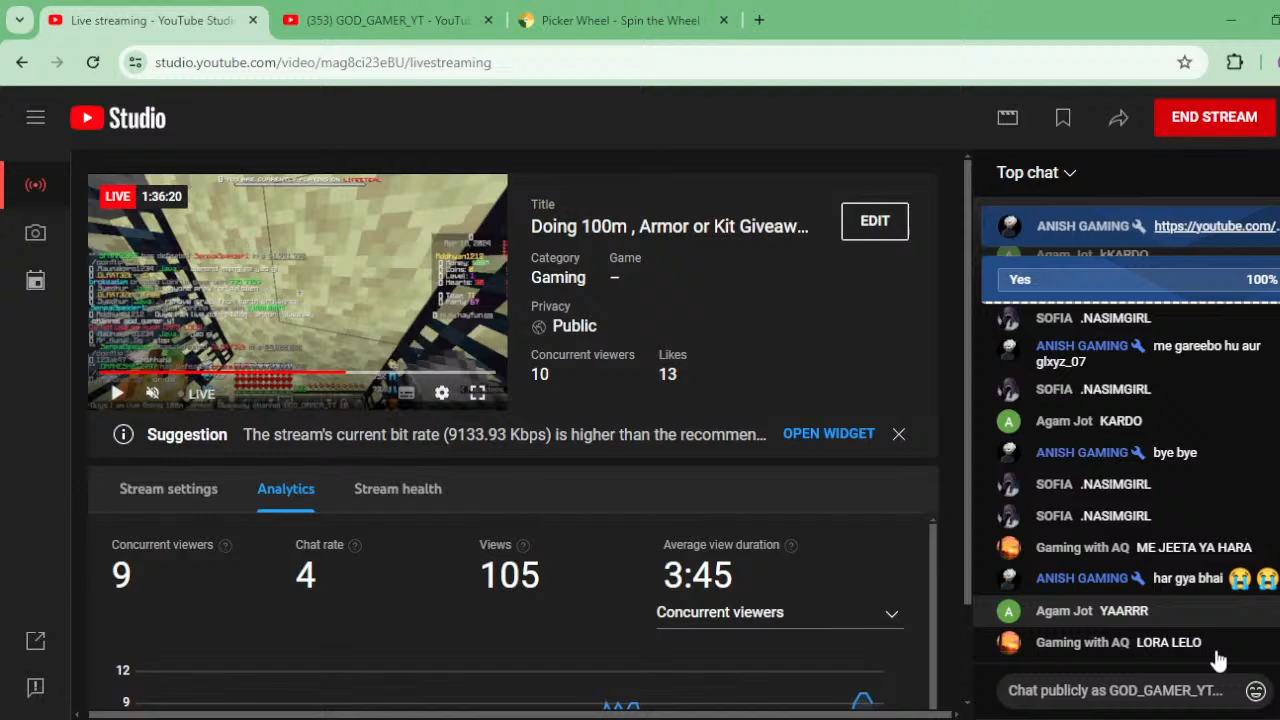 Live streaming - YouTube Studio
(353) GOD_GAMER_YT - YouTu
Picker Wheel - Spin the Wheel
studio.youtube.com/video/mag8ci23eBU/livestreaming
Studio
END STREAM
LIVE 1:36:20
LIVE
Title
Doing 100m , Armor or Kit Giveaw...
EDIT
Category
Game
Gaming
–
Privacy
Public
Concurrent viewers
Likes
10
13
Suggestion The stream's current bit rate (9133.93 Kbps) is higher than the recommen...
OPEN WIDGET
Stream settings
Analytics
Stream health
Concurrent viewers
Chat rate
Views
Average view duration
9
4
105
3:45
Concurrent viewers
12
9
Top chat
ANISH GAMING https://youtube.com/.
Yes 100%
SOFIA .NASIMGIRL
ANISH GAMING me gareebo hu aur
glxyz_07
SOFIA .NASIMGIRL
A Agam Jot KARDO
ANISH GAMING bye bye
SOFIA .NASIMGIRL
SOFIA .NASIMGIRL
Gaming with AQ ME JEETA YA HARA
ANISH GAMING har gya bhai 😭😭
A Agam Jot YAARRR
Gaming with AQ LORA LELO
Chat publicly as GOD_GAMER_YT...